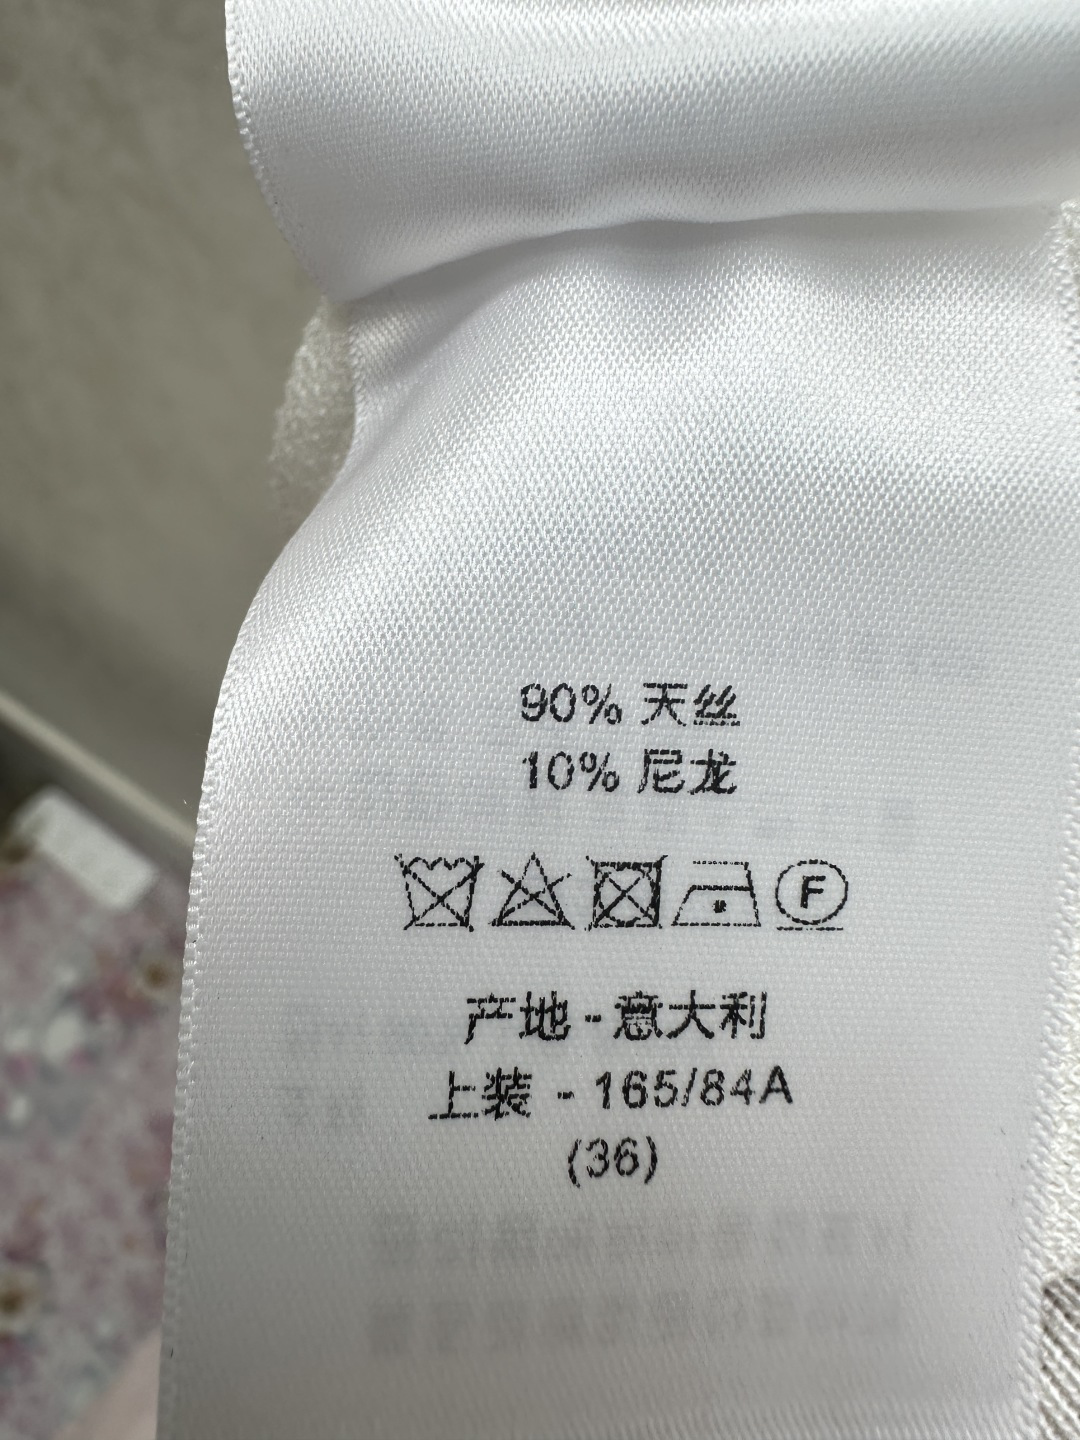 90% 天丝
10% 尼龙
F
产地 - 意大利
上装 - 165/84A
(36)